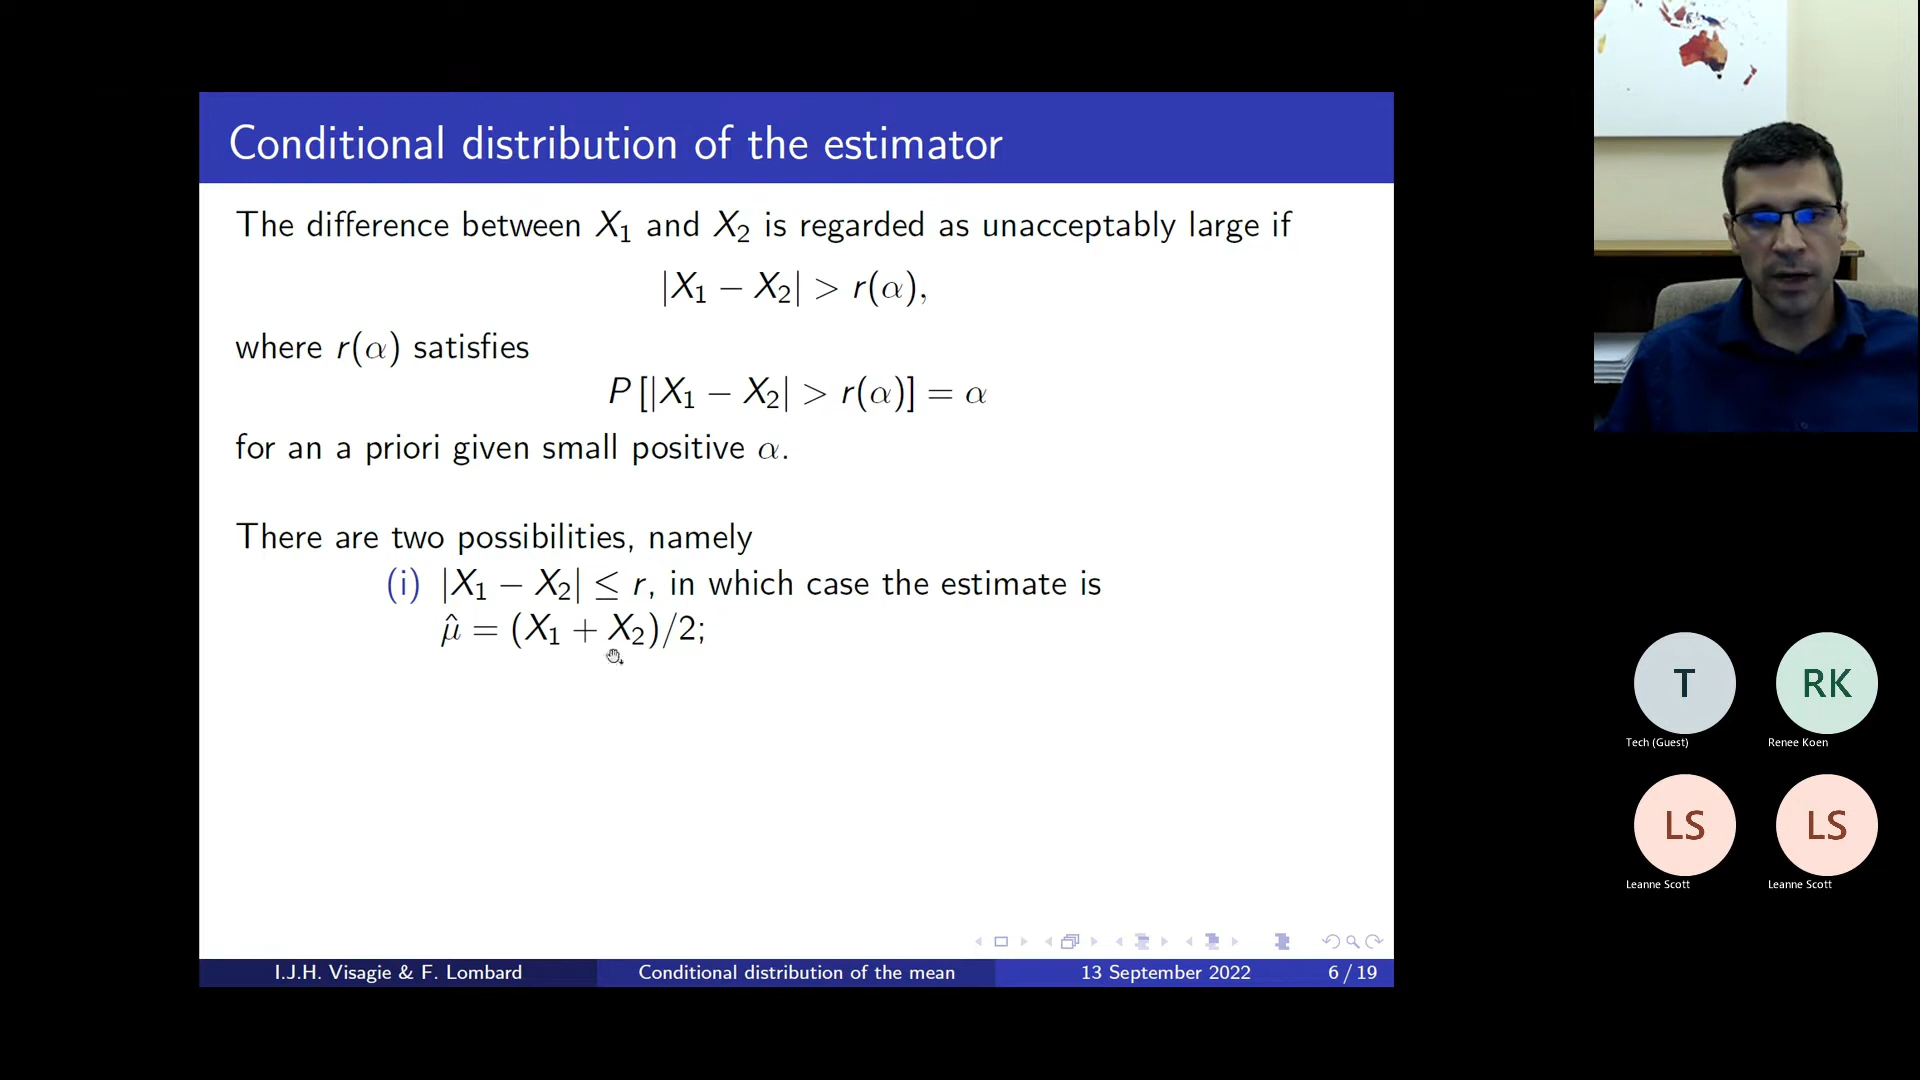 Conditional distribution of the estimator
The difference between X₁ and X₂ is regarded as unacceptably large if
|X₁ − X₂| > r(α),
where r(α) satisfies
P [|X₁ − X₂| > r(α)] = α
for an a priori given small positive α.
There are two possibilities, namely
(i) |X₁ − X₂| ≤ r, in which case the estimate is
μ̂ = (X₁ + X₂)/2;
I.J.H. Visagie & F. Lombard Conditional distribution of the mean 13 September 2022 6 / 19
T RK
Tech (Guest) Renee Koen
LS LS
Leanne Scott Leanne Scott